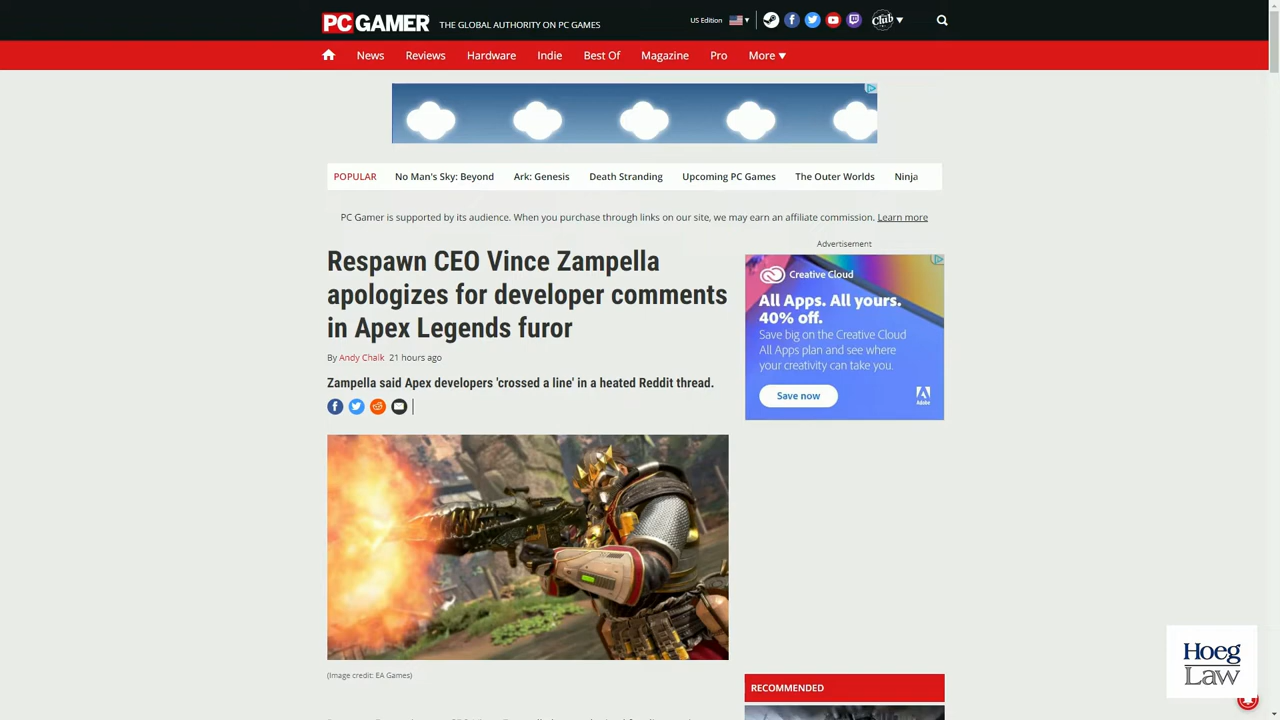 PC GAMER THE GLOBAL AUTHORITY ON PC GAMES
US Edition
Club
News Reviews Hardware Indie Best Of Magazine Pro More
POPULAR No Man's Sky: Beyond Ark: Genesis Death Stranding Upcoming PC Games The Outer Worlds Ninja
PC Gamer is supported by its audience. When you purchase through links on our site, we may earn an affiliate commission. Learn more
Respawn CEO Vince Zampella
apologizes for developer comments
in Apex Legends furor
By Andy Chalk 21 hours ago
Zampella said Apex developers 'crossed a line' in a heated Reddit thread.
(Image credit: EA Games)
Advertisement
Creative Cloud
All Apps. All yours.
40% off.
Save big on the Creative Cloud
All Apps plan and see where
your creativity can take you.
Save now
Adobe
RECOMMENDED
Hoeg
Law